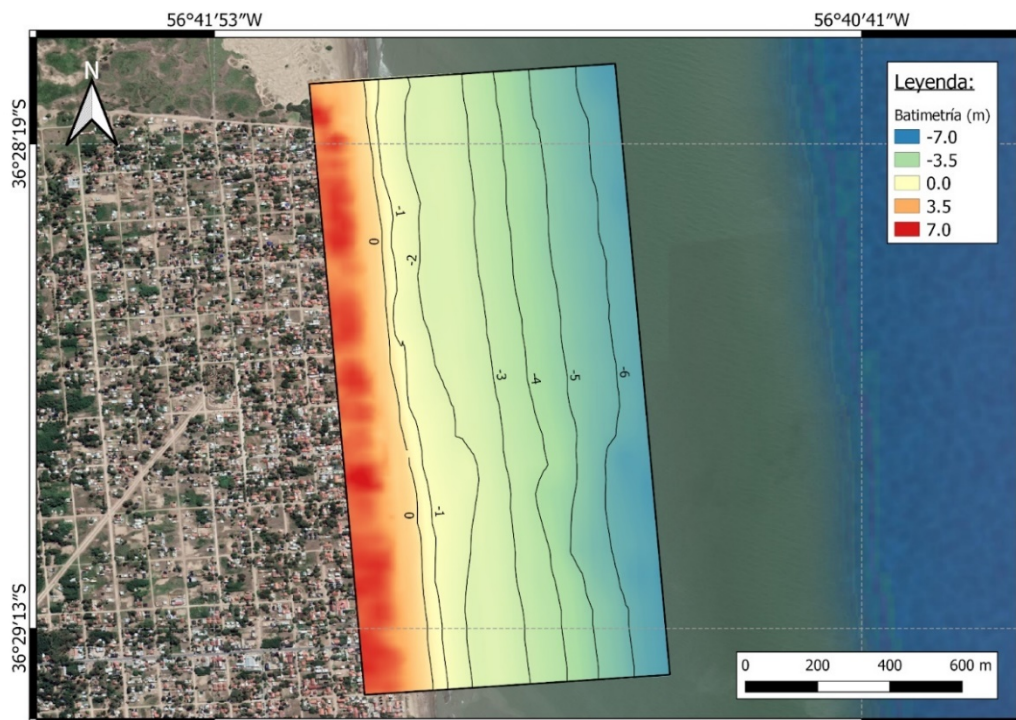 56°41′53″W
56°40′41″W
N
36°28′19″S
36°29′13″S
Leyenda:
Batimetría (m)
-7.0
-3.5
0.0
3.5
7.0
-1
0
-2
-3
-4
-5
-6
0
-1
0 200 400 600 m